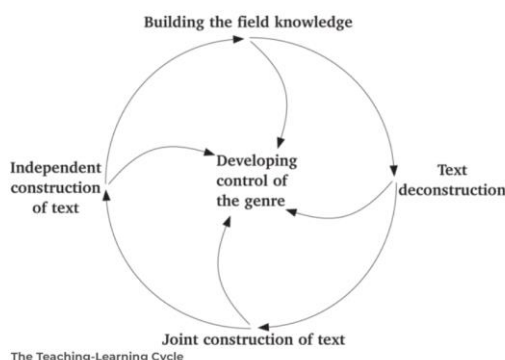 Building the field knowledge
Independent
construction
of text
Developing
control of
the genre
Text
deconstruction
Joint construction of text
The Teaching-Learning Cycle